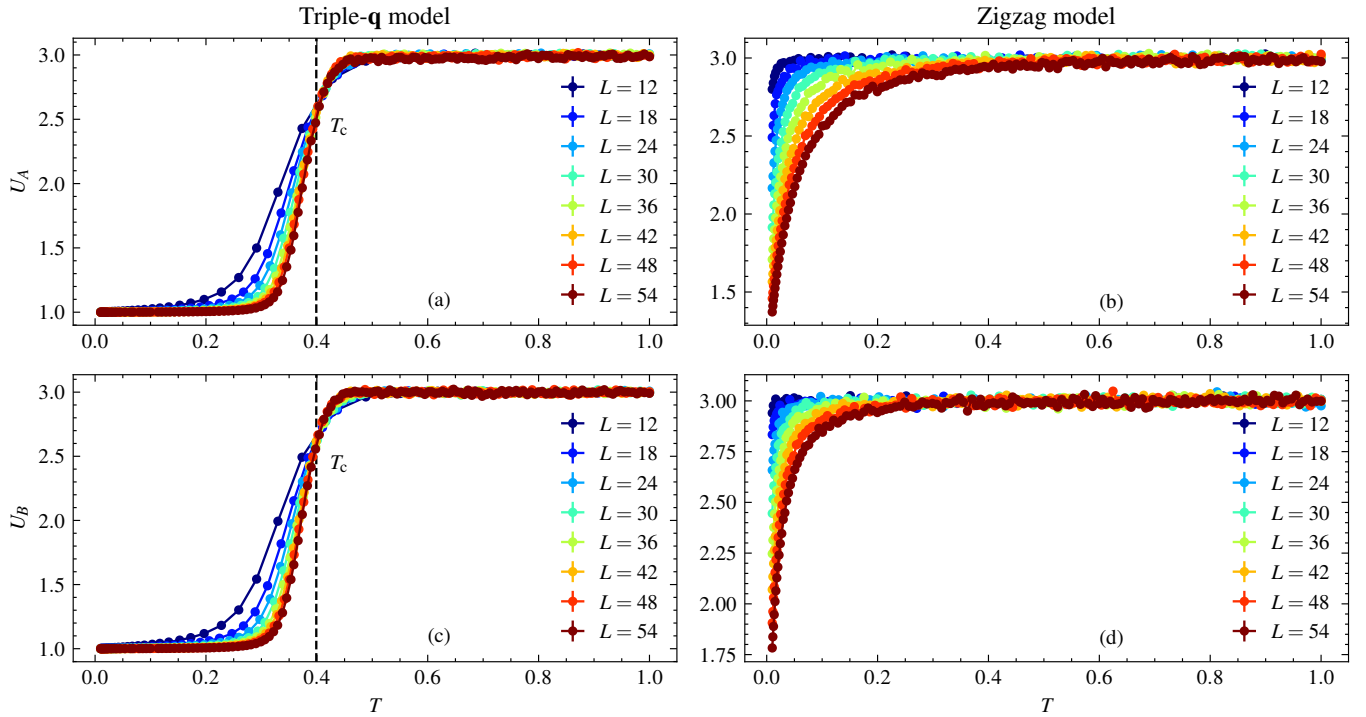 Triple-q model
Zigzag model
U_A
3.0
2.5
2.0
1.5
1.0
0.0 0.2 0.4 0.6 0.8 1.0
T_c
(a)
L = 12
L = 18
L = 24
L = 30
L = 36
L = 42
L = 48
L = 54
3.0
2.5
2.0
1.5
0.0 0.2 0.4 0.6 0.8 1.0
(b)
L = 12
L = 18
L = 24
L = 30
L = 36
L = 42
L = 48
L = 54
U_B
3.0
2.5
2.0
1.5
1.0
0.0 0.2 0.4 0.6 0.8 1.0
T
T_c
(c)
L = 12
L = 18
L = 24
L = 30
L = 36
L = 42
L = 48
L = 54
3.00
2.75
2.50
2.25
2.00
1.75
0.0 0.2 0.4 0.6 0.8 1.0
T
(d)
L = 12
L = 18
L = 24
L = 30
L = 36
L = 42
L = 48
L = 54